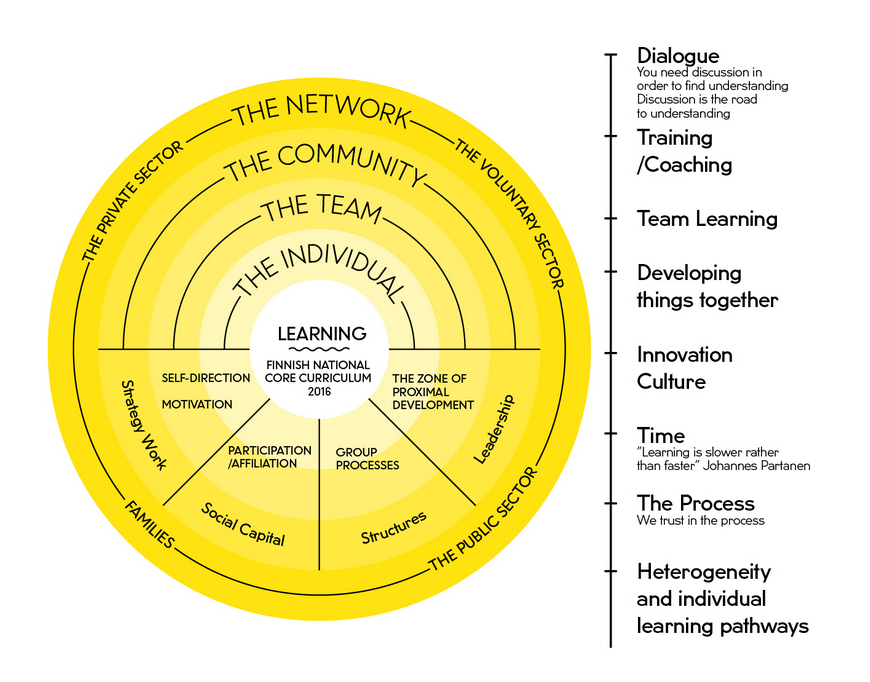 THE NETWORK
THE PRIVATE SECTOR
THE VOLUNTARY SECTOR
THE COMMUNITY
THE TEAM
THE INDIVIDUAL
LEARNING
FINNISH NATIONAL
CORE CURRICULUM
2016
SELF-DIRECTION
MOTIVATION
THE ZONE OF
PROXIMAL
DEVELOPMENT
PARTICIPATION
/AFFILIATION
GROUP
PROCESSES
Strategy Work
Social Capital
Structures
Leadership
FAMILIES
THE PUBLIC SECTOR
Dialogue
You need discussion in
order to find understanding
Discussion is the road
to understanding
Training
/Coaching
Team Learning
Developing
things together
Innovation
Culture
Time
"Learning is slower rather
than faster" Johannes Partanen
The Process
We trust in the process
Heterogeneity
and individual
learning pathways